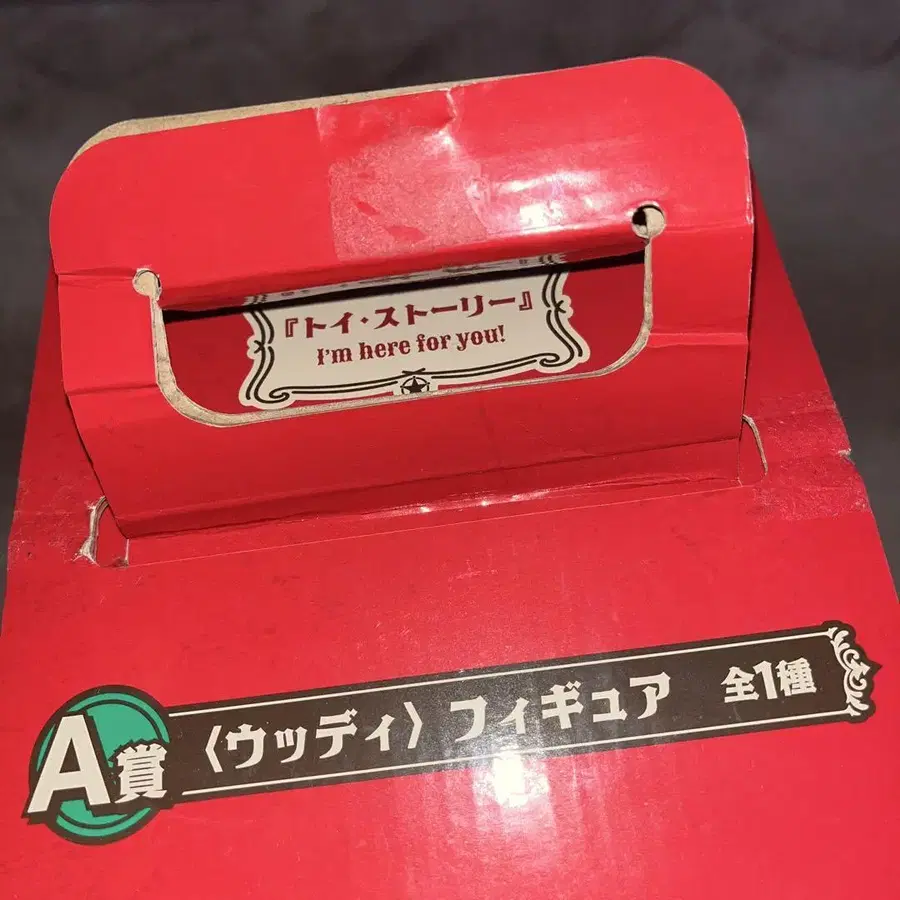 『トイ・ストーリー』
I'm here for you!
A賞 〈ウッディ〉フィギュア 全1種